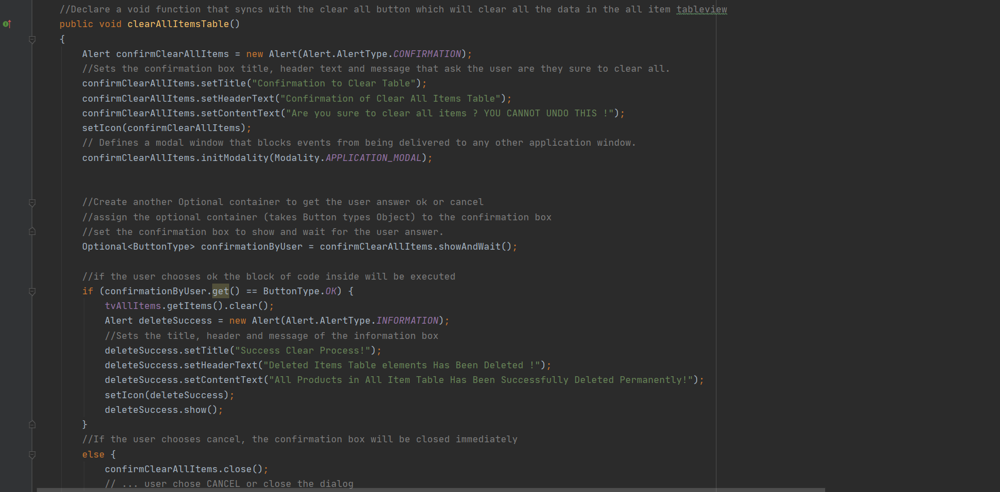 //Declare a void function that syncs with the clear all button which will clear all the data in the all item tableview
public void clearAllItemsTable()
{
Alert confirmClearAllItems = new Alert(Alert.AlertType.CONFIRMATION);
//Sets the confirmation box title, header text and message that ask the user are they sure to clear all.
confirmClearAllItems.setTitle("Confirmation to Clear Table");
confirmClearAllItems.setHeaderText("Confirmation of Clear All Items Table");
confirmClearAllItems.setContentText("Are you sure to clear all items ? YOU CANNOT UNDO THIS !");
setIcon(confirmClearAllItems);
// Defines a modal window that blocks events from being delivered to any other application window.
confirmClearAllItems.initModality(Modality.APPLICATION_MODAL);
//Create another Optional container to get the user answer ok or cancel
//assign the optional container (takes Button types Object) to the confirmation box
//set the confirmation box to show and wait for the user answer.
Optional<ButtonType> confirmationByUser = confirmClearAllItems.showAndWait();
//if the user chooses ok the block of code inside will be executed
if (confirmationByUser.get() == ButtonType.OK) {
tvAllItems.getItems().clear();
Alert deleteSuccess = new Alert(Alert.AlertType.INFORMATION);
//Sets the title, header and message of the information box
deleteSuccess.setTitle("Success Clear Process!");
deleteSuccess.setHeaderText("Deleted Items Table elements Has Been Deleted !");
deleteSuccess.setContentText("All Products in All Item Table Has Been Successfully Deleted Permanently!");
setIcon(deleteSuccess);
deleteSuccess.show();
}
//If the user chooses cancel, the confirmation box will be closed immediately
else {
confirmClearAllItems.close();
// ... user chose CANCEL or close the dialog